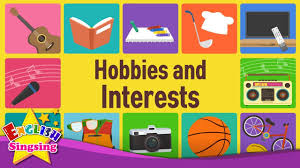 Hobbies and
Interests
ENGLISH
Singsing